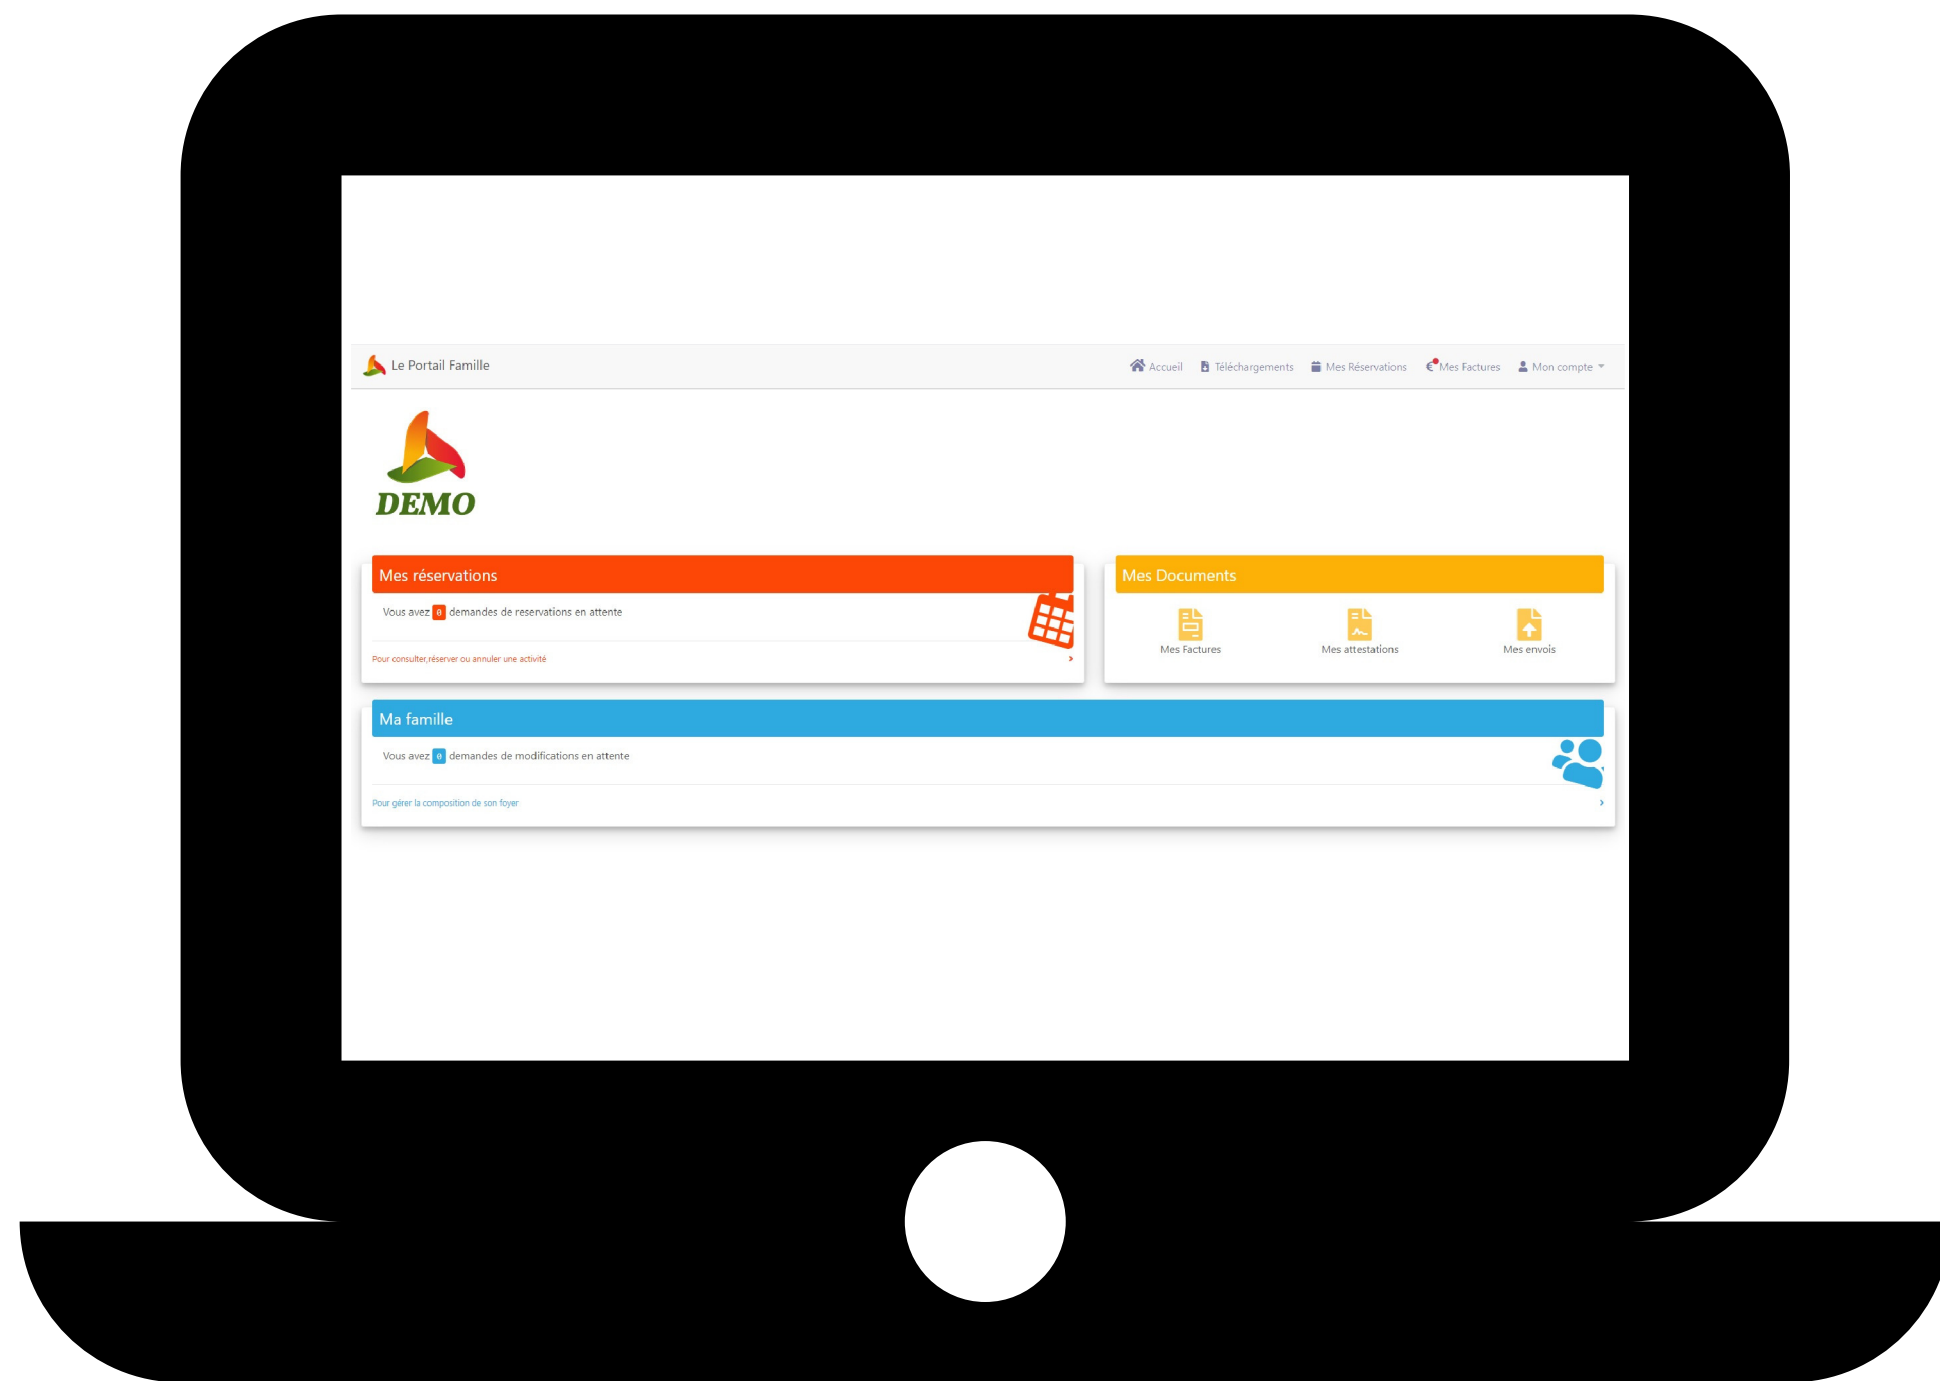 Le Portail Famille
Accueil Téléchargements Mes Réservations Mes Factures Mon compte
DEMO
Mes réservations
Vous avez 0 demandes de reservations en attente
Pour consulter,réserver ou annuler une activité
Mes Documents
Mes Factures Mes attestations Mes envois
Ma famille
Vous avez 0 demandes de modifications en attente
Pour gérer la composition de son foyer